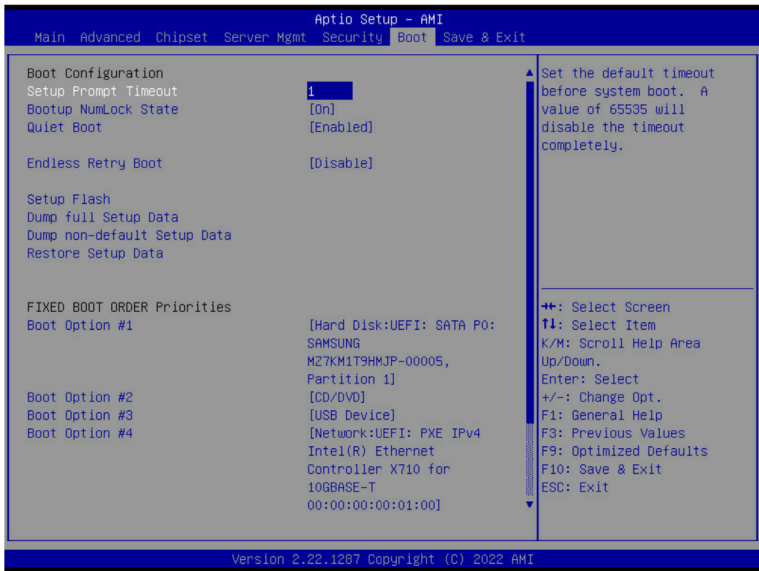 Aptio Setup – AMI
Main Advanced Chipset Server Mgmt Security Boot Save & Exit
Boot Configuration
Setup Prompt Timeout 1
Bootup NumLock State [On]
Quiet Boot [Enabled]
Endless Retry Boot [Disable]
Setup Flash
Dump full Setup Data
Dump non-default Setup Data
Restore Setup Data
FIXED BOOT ORDER Priorities
Boot Option #1 [Hard Disk:UEFI: SATA P0:
SAMSUNG
MZ7KM1T9HMJP-00005,
Partition 1]
Boot Option #2 [CD/DVD]
Boot Option #3 [USB Device]
Boot Option #4 [Network:UEFI: PXE IPv4
Intel(R) Ethernet
Controller X710 for
10GBASE-T
00:00:00:00:01:00]
Set the default timeout
before system boot. A
value of 65535 will
disable the timeout
completely.
→←: Select Screen
↑↓: Select Item
K/M: Scroll Help Area
Up/Down.
Enter: Select
+/-: Change Opt.
F1: General Help
F3: Previous Values
F9: Optimized Defaults
F10: Save & Exit
ESC: Exit
Version 2.22.1287 Copyright (C) 2022 AMI